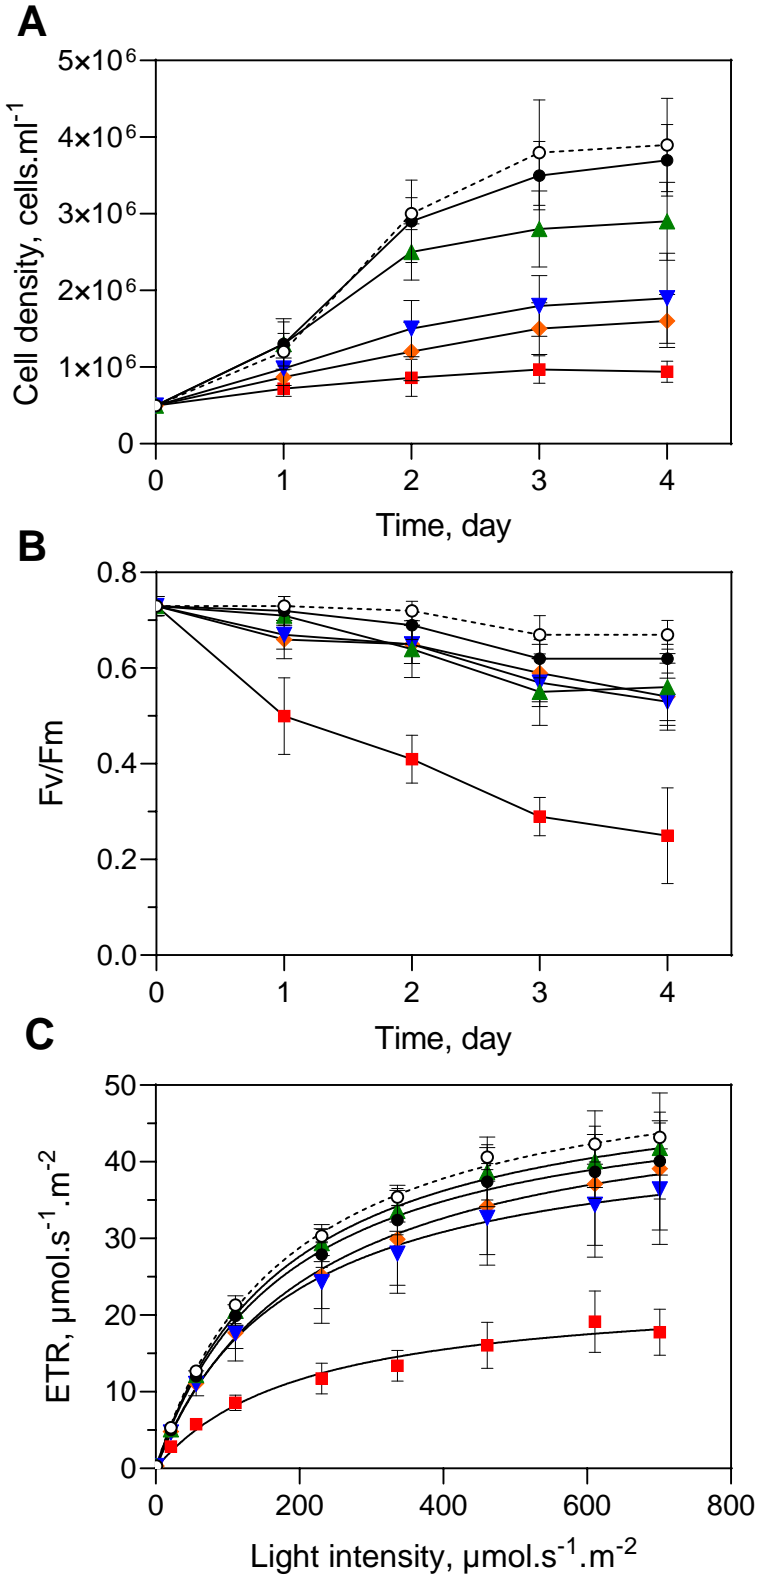 A
5×10⁶
4×10⁶
3×10⁶
2×10⁶
1×10⁶
0
Cell density, cells.ml⁻¹
0 1 2 3 4
Time, day
B
0.8
0.6
0.4
0.2
0.0
Fv/Fm
0 1 2 3 4
Time, day
C
50
40
30
20
10
0
ETR, µmol.s⁻¹.m⁻²
0 200 400 600 800
Light intensity, µmol.s⁻¹.m⁻²